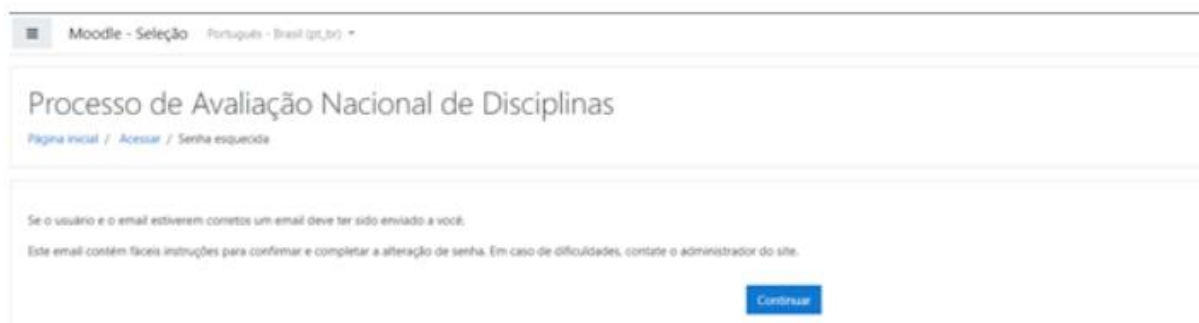 Moodle - Seleção Português - Brasil (pt_br)
Processo de Avaliação Nacional de Disciplinas
Página inicial / Acessar / Senha esquecida
Se o usuário e o email estiverem corretos um email deve ter sido enviado a você.
Este email contém fáceis instruções para confirmar e completar a alteração de senha. Em caso de dificuldades, contate o administrador do site.
Continuar